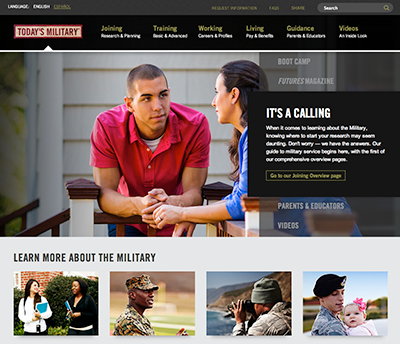 LANGUAGE: ENGLISH ESPAÑOL
REQUEST INFORMATION FAQ SHARE Search
TODAY'S MILITARY
Joining
Research & Planning
Training
Basic & Advanced
Working
Careers & Profiles
Living
Pay & Benefits
Guidance
Parents & Educators
Videos
An Inside Look
BOOT CAMP
FUTURES MAGAZINE
IT'S A CALLING
When it comes to learning about the Military,
knowing where to start your research may seem
daunting. Don't worry — we have the answers. Our
guide to military service begins here, with the first of
our comprehensive overview pages.
Go to our Joining Overview page
PARENTS & EDUCATORS
VIDEOS
LEARN MORE ABOUT THE MILITARY